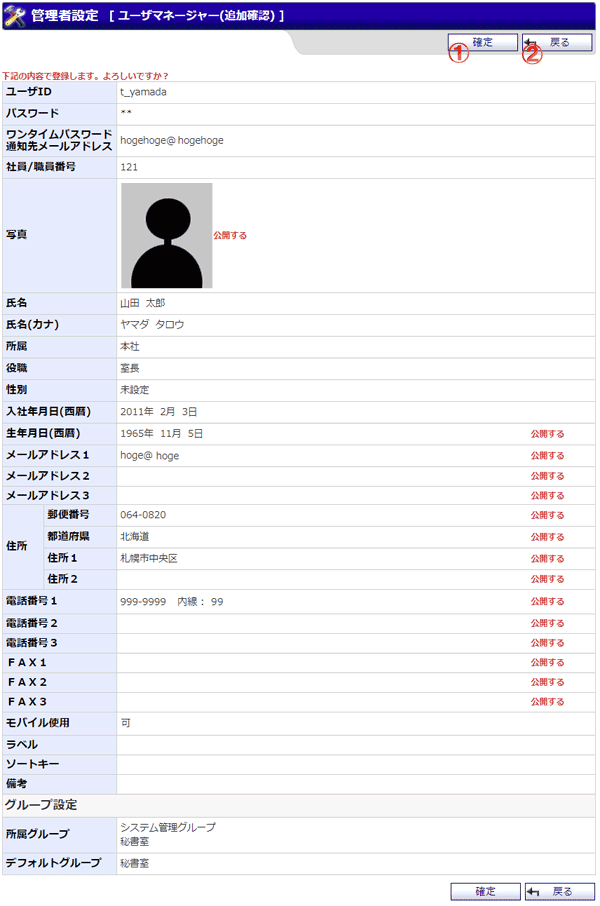 管理者設定 [ ユーザマネージャー(追加確認) ]
確定 戻る
① ②
下記の内容で登録します。よろしいですか？
ユーザID t_yamada
パスワード **
ワンタイムパスワード
通知先メールアドレス hogehoge@hogehoge
社員/職員番号 121
写真 公開する
氏名 山田 太郎
氏名(カナ) ヤマダ タロウ
所属 本社
役職 室長
性別 未設定
入社年月日(西暦) 2011年 2月 3日
生年月日(西暦) 1965年 11月 5日 公開する
メールアドレス１ hoge@ hoge 公開する
メールアドレス２ 公開する
メールアドレス３ 公開する
住所
郵便番号 064-0820 公開する
都道府県 北海道 公開する
住所１ 札幌市中央区 公開する
住所２ 公開する
電話番号１ 999-9999 内線： 99 公開する
電話番号２ 公開する
電話番号３ 公開する
ＦＡＸ１ 公開する
ＦＡＸ２ 公開する
ＦＡＸ３ 公開する
モバイル使用 可
ラベル
ソートキー
備考
グループ設定
所属グループ システム管理グループ
秘書室
デフォルトグループ 秘書室
確定 戻る